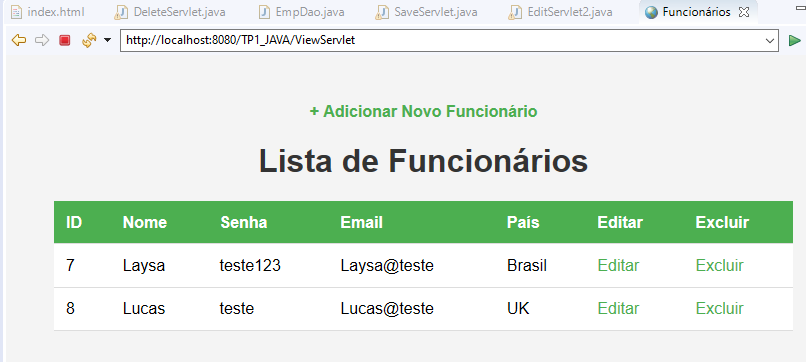 index.html DeleteServlet.java EmpDao.java SaveServlet.java EditServlet2.java Funcionários
http://localhost:8080/TP1_JAVA/ViewServlet
+ Adicionar Novo Funcionário
Lista de Funcionários
ID Nome Senha Email País Editar Excluir
7 Laysa teste123 Laysa@teste Brasil Editar Excluir
8 Lucas teste Lucas@teste UK Editar Excluir